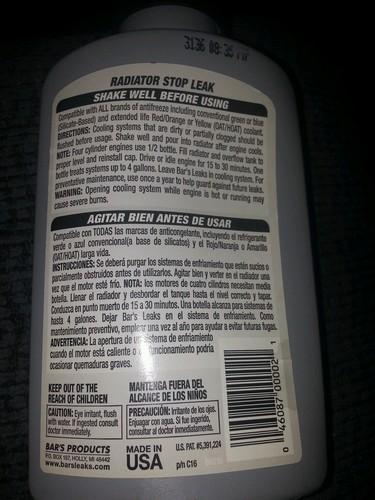 3136 08:35
RADIATOR STOP LEAK
SHAKE WELL BEFORE USING
Compatible with ALL brands of antifreeze including conventional green or blue
(Silicate-Based) and extended life Red/Orange or Yellow (OAT/HOAT) coolant.
DIRECTIONS: Cooling systems that are dirty or partially clogged should be
flushed before usage. Shake well and pour into radiator after engine cools.
NOTE: Four cylinder engines use 1/2 bottle. Fill radiator and overflow tank to
proper level and reinstall cap. Drive or idle engine for 15 to 30 minutes. One
bottle treats systems up to 4 gallons. Leave Bar's Leaks in cooling system. For
preventative maintenance, use once a year to help guard against future leaks.
WARNING: Opening cooling system while engine is hot or running may
cause severe burns.
AGITAR BIEN ANTES DE USAR
Compatible con TODAS las marcas de anticongelante, incluyendo el refrigerante
verde o azul convencional(a base de silicatos) y el Rojo/Naranja o Amarillo
(OAT/HOAT) larga vida.
INSTRUCCIONES: Se deberá purgar los sistemas de enfriamiento que estén sucios o
parcialmente obstruidos antes de utilizarlos. Agitar bien y verter en el radiador una
vez que el motor esté frío. NOTA: los motores de cuatro cilindros necesitan media
botella. Llenar el radiador y desbordar el tanque hasta el nivel correcto y tapar.
Conduzca en punto muerto de 15 a 30 minutos. Una botella alcanza para sistemas de
hasta 4 galones. Dejar Bar's Leaks en el sistema de enfriamiento. Como
mantenimiento preventivo, emplear una vez al año para ayudar a evitar futuras fugas.
ADVERTENCIA: La apertura de sistema de enfriamiento
cuando el motor está caliente o funcionamiento podría
ocasionar quemaduras graves.
KEEP OUT OF THE
REACH OF CHILDREN
CAUTION: Eye irritant, flush
with water. If ingested consult
doctor immediately.
MANTENGA FUERA DEL
ALCANCE DE LOS NIÑOS
PRECAUCIÓN: Irritante de los ojos.
Enjuagar con agua. Si fue ingerido,
consultar al doctor inmediatamente.
BAR'S PRODUCTS
P.O. BOX 187, HOLLY, MI 48442
www.barsleaks.com
MADE IN
USA
U.S. PATENT NO. #5,391,224
p/n C16
0 46087 00002 1